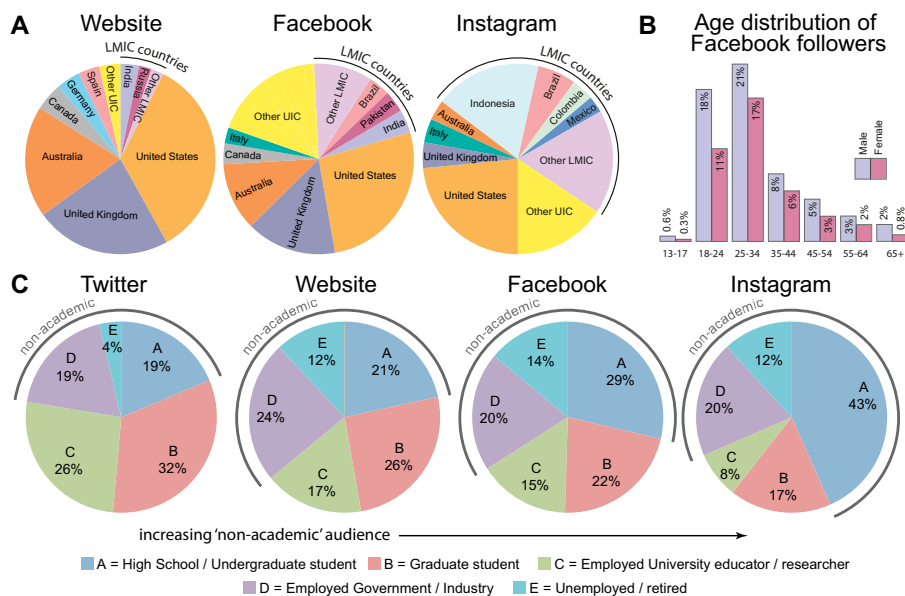 A
Website
LMIC countries
India
Russia
Other LMIC
United States
United Kingdom
Australia
Canada
Germany
Spain
Other UIC
Facebook
LMIC countries
Other LMIC
Brazil
Pakistan
India
United States
United Kingdom
Australia
Canada
Italy
Other UIC
Instagram
LMIC countries
Indonesia
Brazil
Colombia
Mexico
Other LMIC
Other UIC
United States
United Kingdom
Italy
Australia
B
Age distribution of
Facebook followers
0.6%
0.3%
18%
11%
21%
17%
8%
6%
5%
3%
3%
2%
2%
0.8%
Male
Female
13-17
18-24
25-34
35-44
45-54
55-64
65+
C
Twitter
non-academic
A
19%
B
32%
C
26%
D
19%
E
4%
Website
non-academic
A
21%
B
26%
C
17%
D
24%
E
12%
Facebook
non-academic
A
29%
B
22%
C
15%
D
20%
E
14%
Instagram
non-academic
A
43%
B
17%
C
8%
D
20%
E
12%
increasing 'non-academic' audience
A = High School / Undergraduate student
B = Graduate student
C = Employed University educator / researcher
D = Employed Government / Industry
E = Unemployed / retired